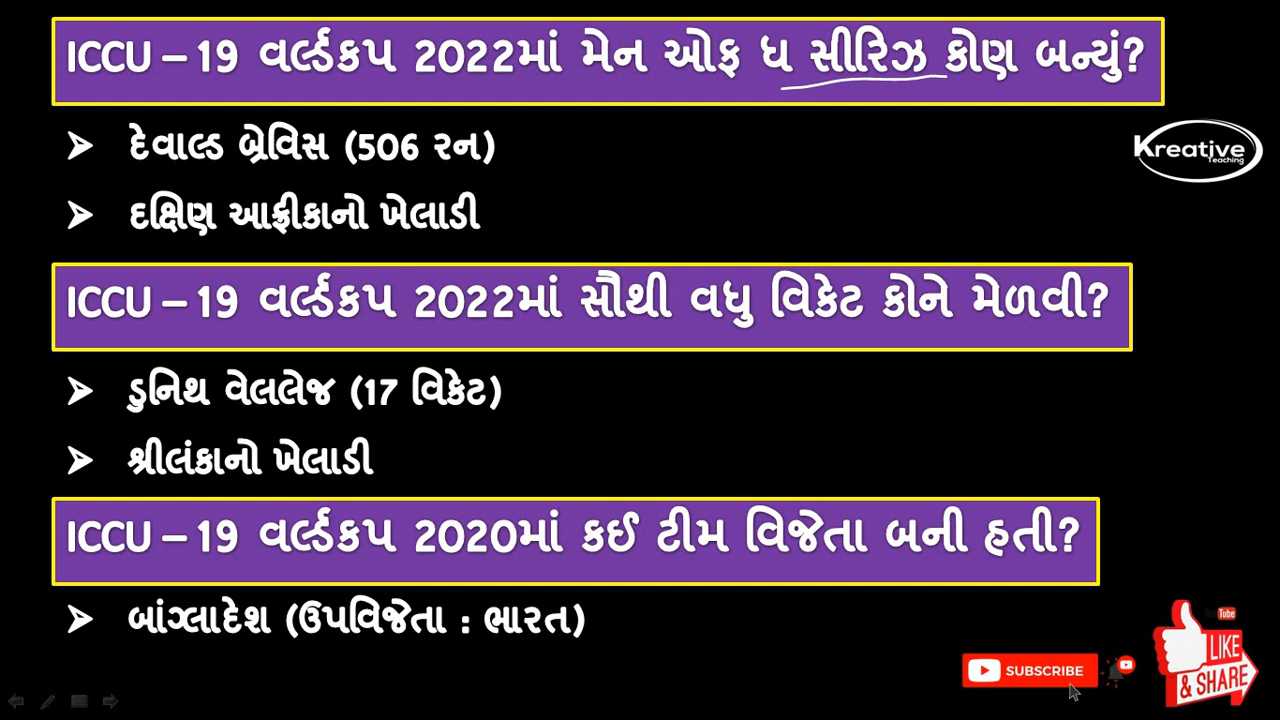 ICCU – 19 વર્લ્ડકપ 2022માં મેન ઓફ ધ સીરિઝ કોણ બન્યું?
➢ દેવાલ્ડ બ્રેવિસ (506 રન)
Kreative
Teaching
➢ દક્ષિણ આફ્રીકાનો ખેલાડી
ICCU – 19 વર્લ્ડકપ 2022માં સૌથી વધુ વિકેટ કોને મેળવી?
➢ ડુનિથ વેલલેજ (17 વિકેટ)
➢ શ્રીલંકાનો ખેલાડી
ICCU – 19 વર્લ્ડકપ 2020માં કઈ ટીમ વિજેતા બની હતી?
➢ બાંગ્લાદેશ (ઉપવિજેતા : ભારત)
SUBSCRIBE
Tube
LIKE
& SHARE